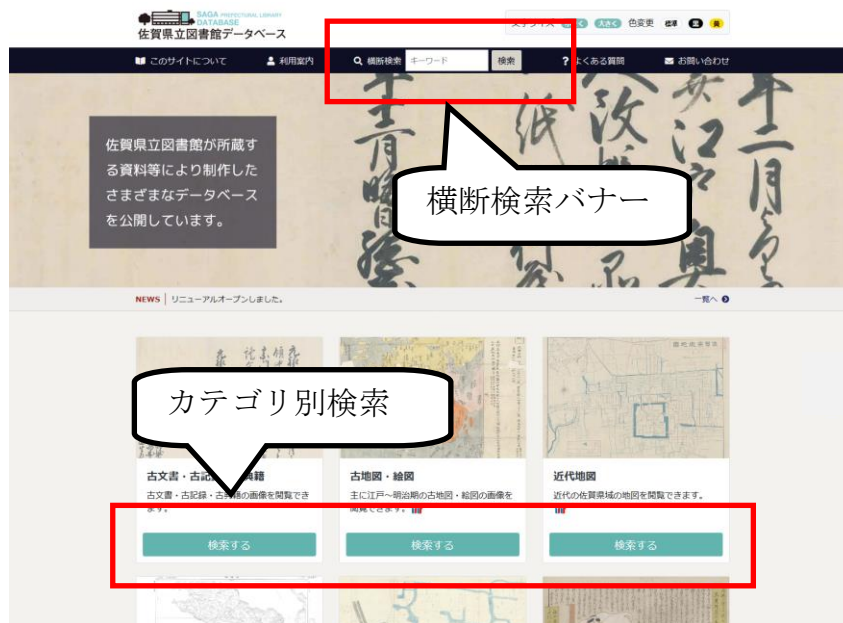 SAGA PREFECTURAL LIBRARY
DATABASE
佐賀県立図書館データベース
大きく 色変更 標準 黒 黄
このサイトについて 利用案内 横断検索 キーワード 検索 ? よくある質問 お問い合わせ
佐賀県立図書館が所蔵す
る資料等により制作した
さまざまなデータベース
を公開しています。
横断検索バナー
NEWS リニューアルオープンしました。 一覧へ
カテゴリ別検索
古文書・古記 籍 古地図・絵図 近代地図
古文書・古記録・古典籍の画像を閲覧でき 主に江戸～明治期の古地図・絵図の画像を 近代の佐賀県域の地図を閲覧できます。
ます。 閲覧できます。
検索する 検索する 検索する